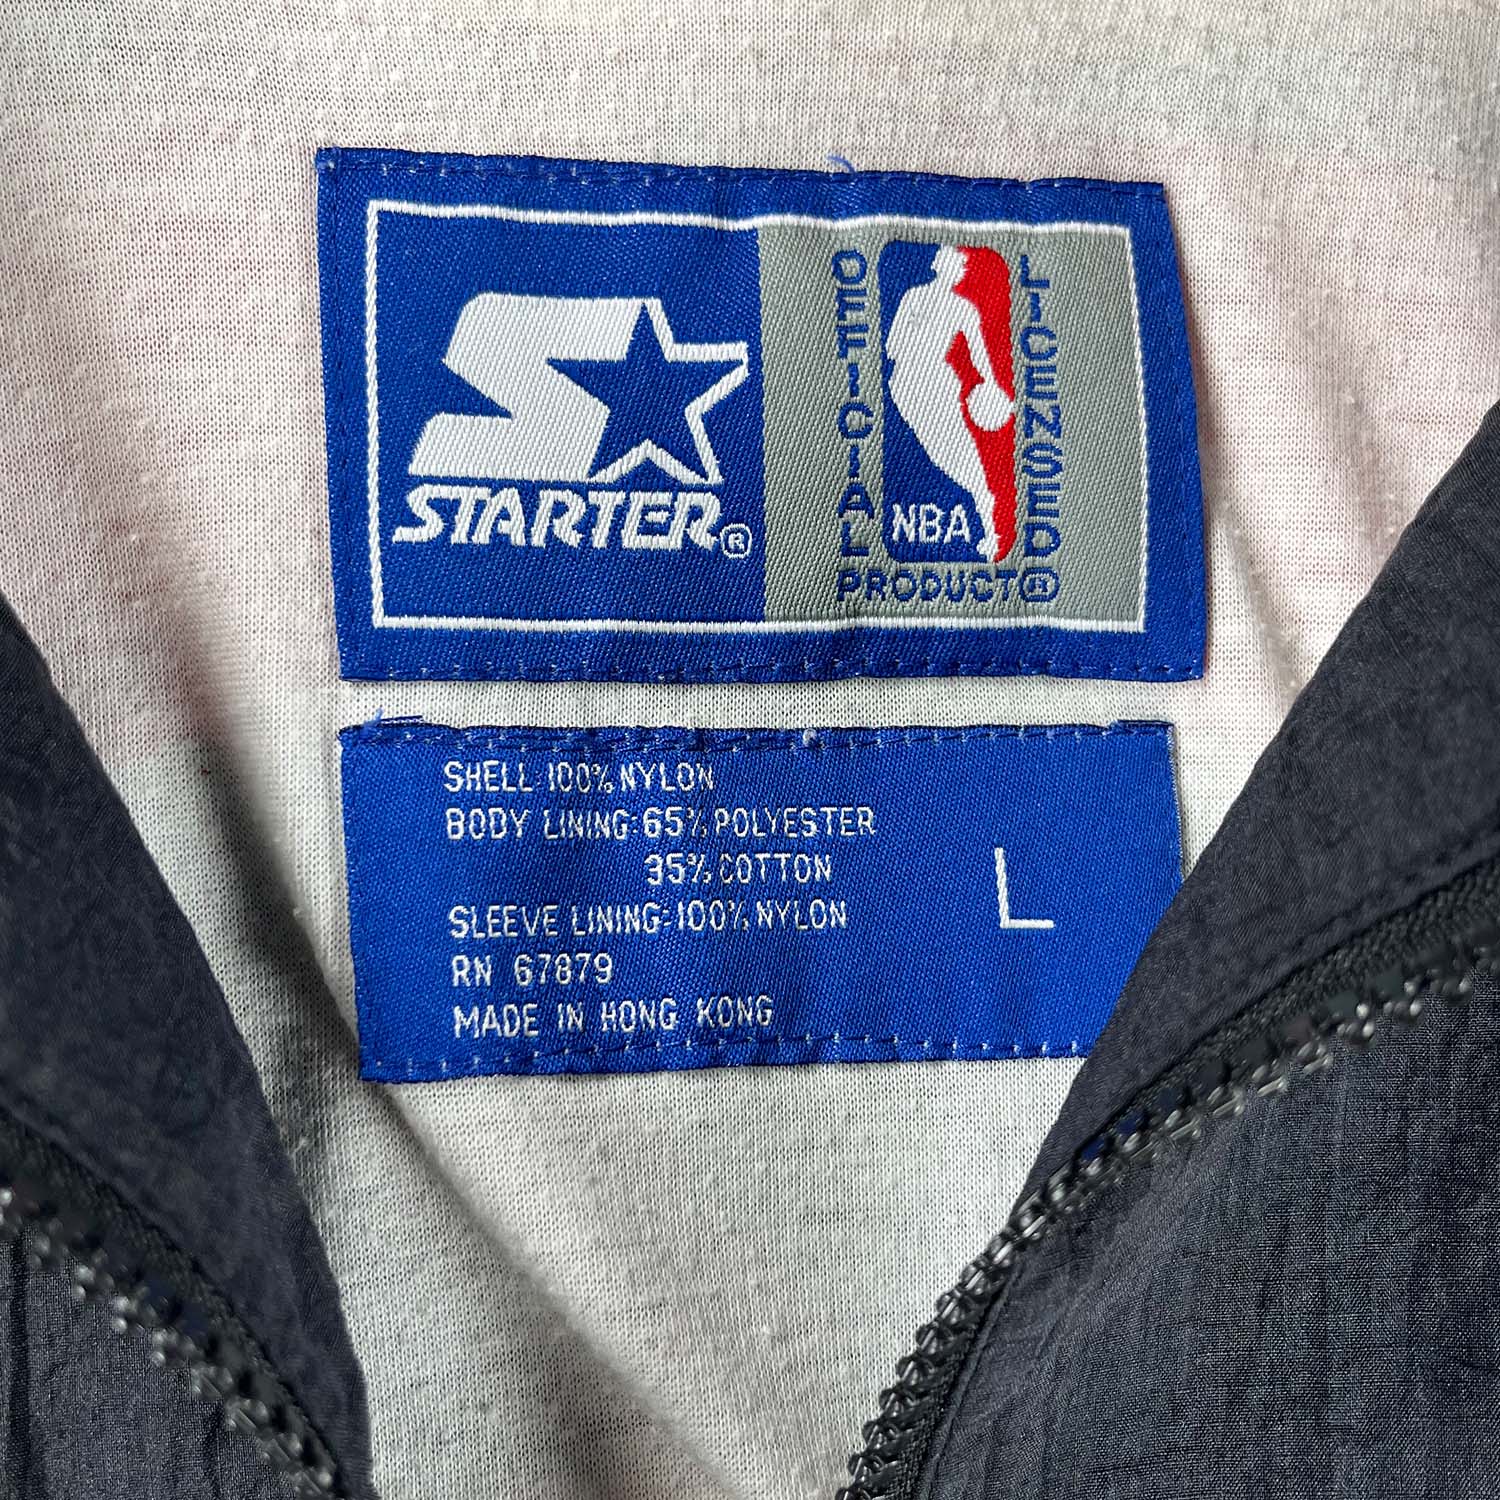 STARTER®
OFFICIAL
LICENSED
NBA
PRODUCT®
SHELL:100% NYLON
BODY LINING:65% POLYESTER
35% COTTON
SLEEVE LINING:100% NYLON
RN 67879
MADE IN HONG KONG
L